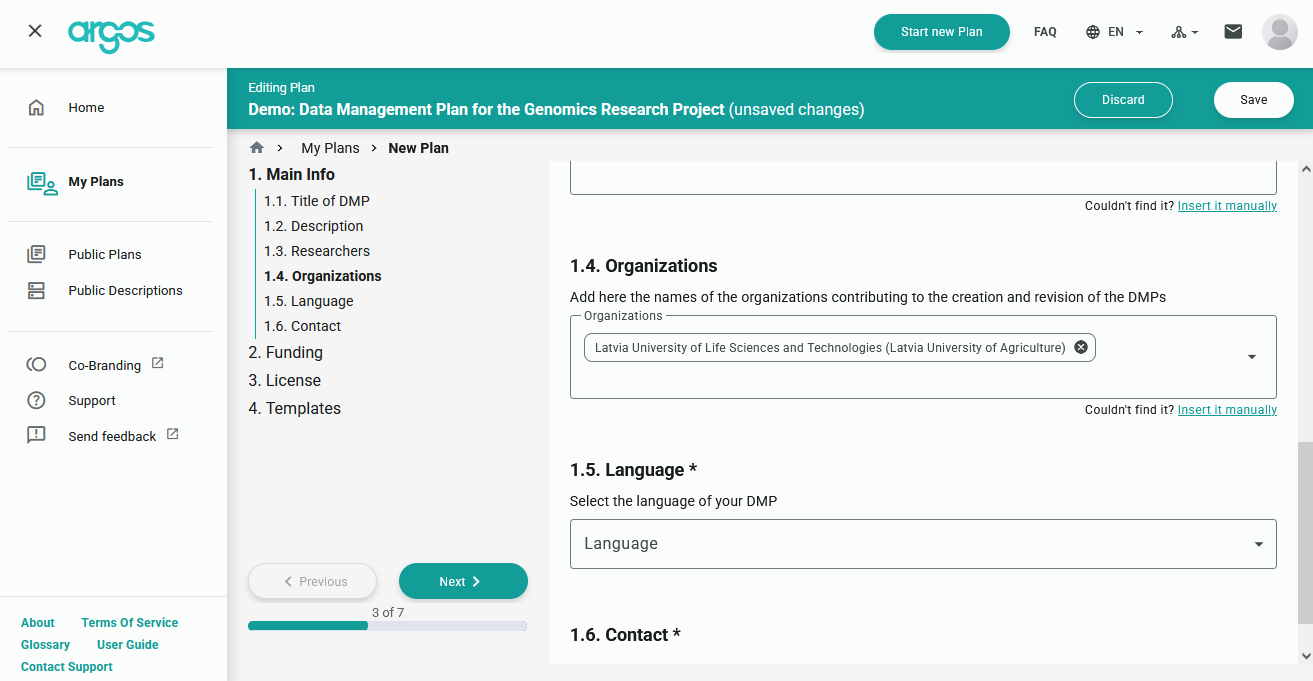 argos
Start new Plan
FAQ
EN
Home
My Plans
Public Plans
Public Descriptions
Co-Branding
Support
Send feedback
About Terms Of Service
Glossary User Guide
Contact Support
Editing Plan
Demo: Data Management Plan for the Genomics Research Project (unsaved changes)
Discard
Save
My Plans New Plan
1. Main Info
1.1. Title of DMP
1.2. Description
1.3. Researchers
1.4. Organizations
1.5. Language
1.6. Contact
2. Funding
3. License
4. Templates
Previous
Next
3 of 7
Couldn't find it? Insert it manually
1.4. Organizations
Add here the names of the organizations contributing to the creation and revision of the DMPs
Organizations
Latvia University of Life Sciences and Technologies (Latvia University of Agriculture)
Couldn't find it? Insert it manually
1.5. Language *
Select the language of your DMP
Language
1.6. Contact *